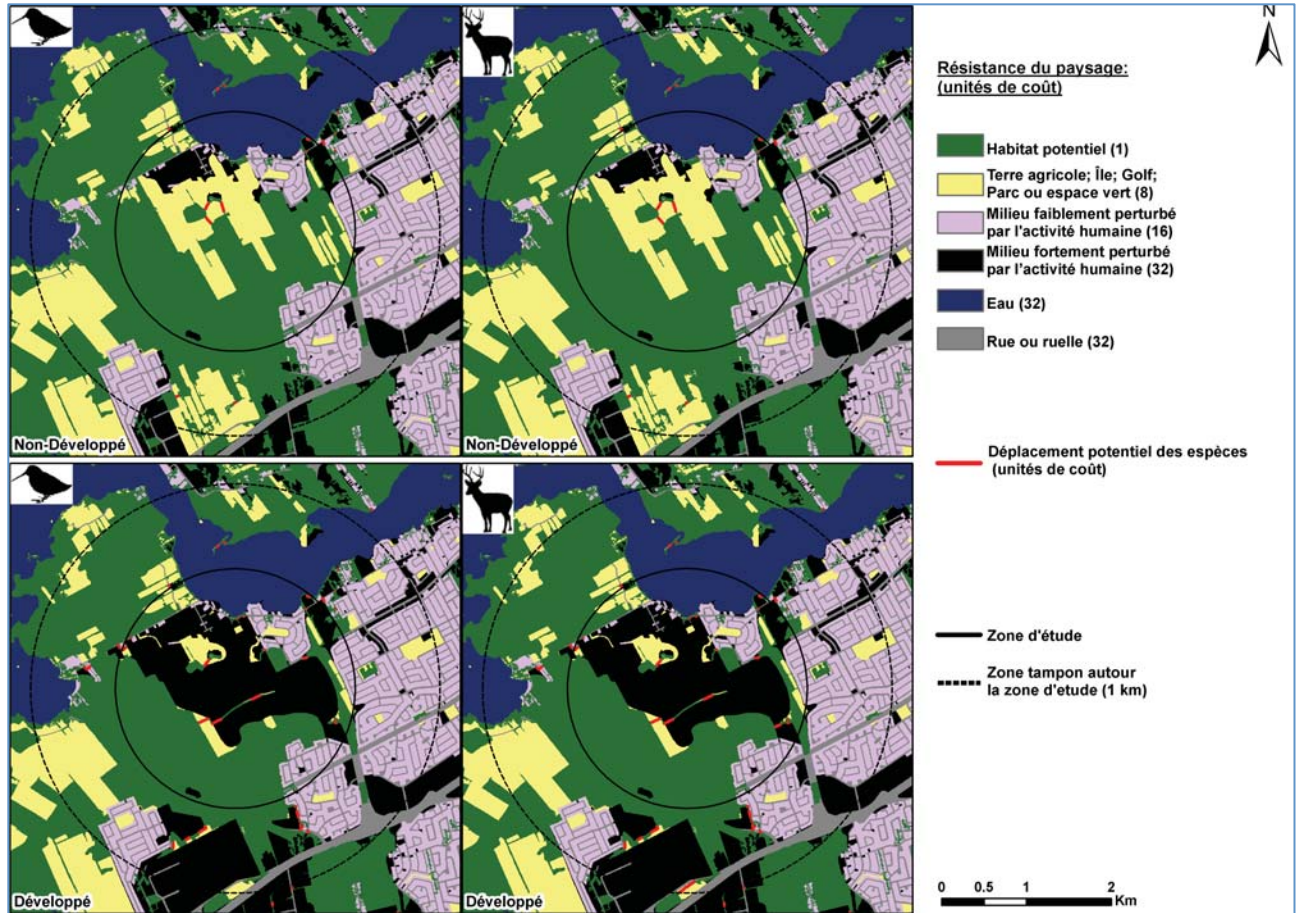 Non-Développé
Non-Développé
Développé
Développé
N
Résistance du paysage:
(unités de coût)
Habitat potentiel (1)
Terre agricole; Île; Golf;
Parc ou espace vert (8)
Milieu faiblement perturbé
par l'activité humaine (16)
Milieu fortement perturbé
par l'activité humaine (32)
Eau (32)
Rue ou ruelle (32)
Déplacement potentiel des espèces
(unités de coût)
Zone d'étude
Zone tampon autour
la zone d'etude (1 km)
0 0.5 1 2
Km